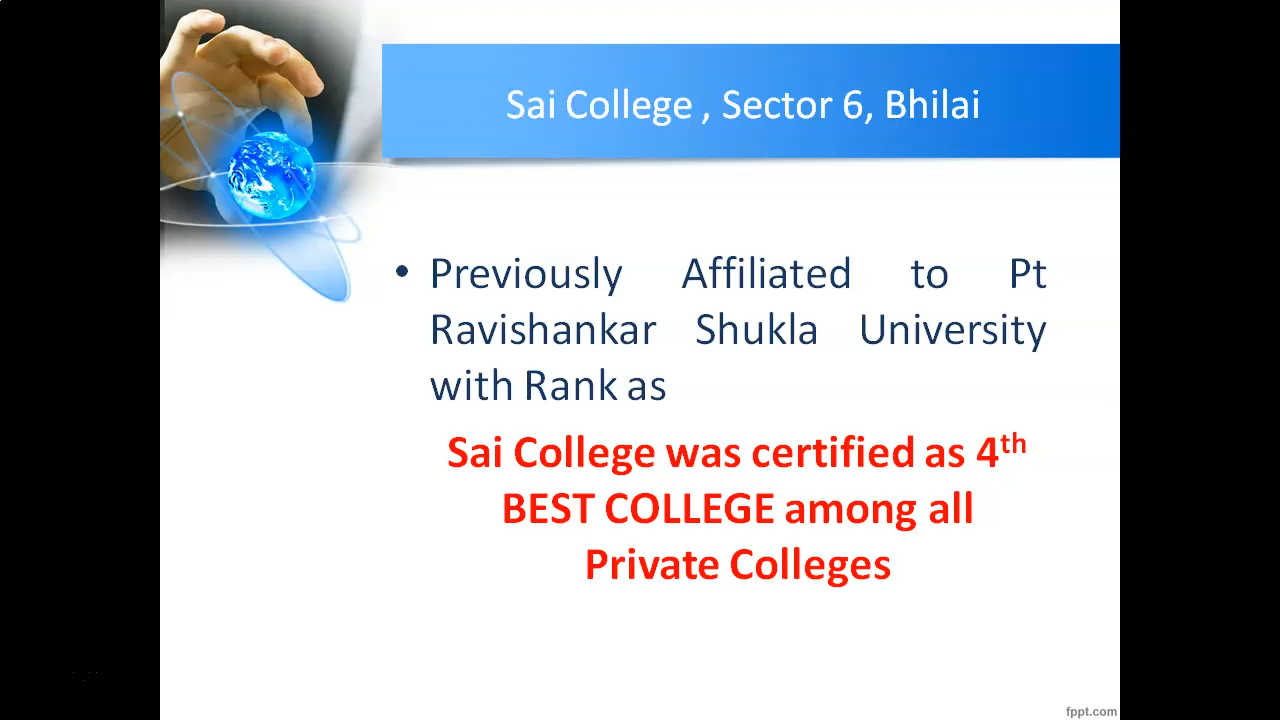 Sai College , Sector 6, Bhilai
• Previously Affiliated to Pt
Ravishankar Shukla University
with Rank as
Sai College was certified as 4th
BEST COLLEGE among all
Private Colleges
fppt.com